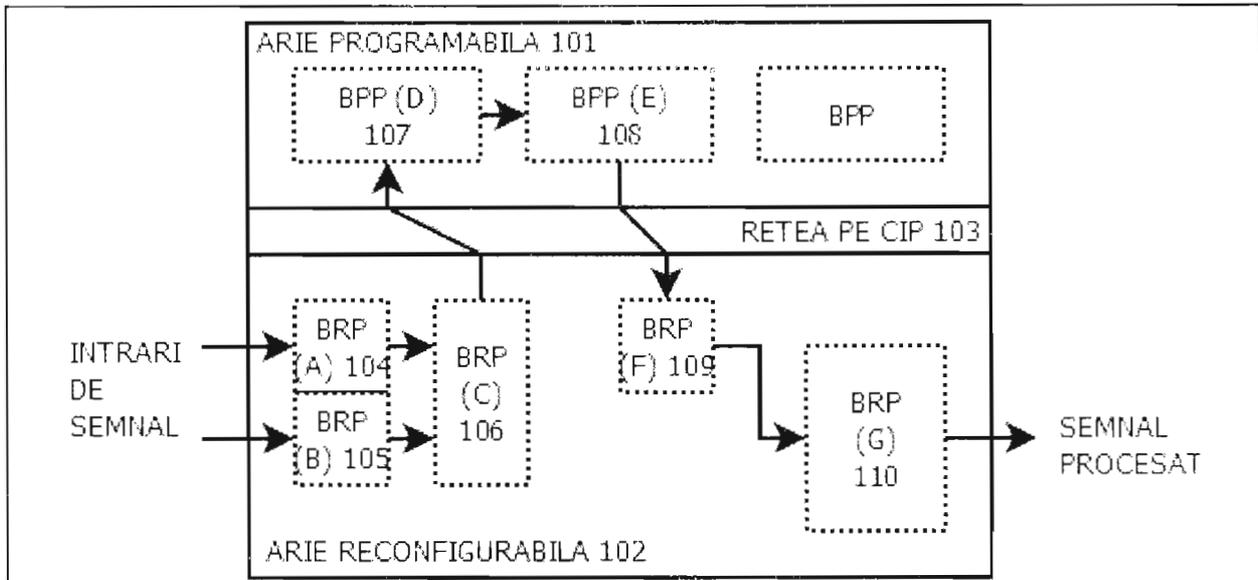 ARIE PROGRAMABILA 101
BPP (D)
107
BPP (E)
108
BPP
RETEA PE CIP 103
INTRARI
DE
SEMNAL
BRP
(A) 104
BRP
(B) 105
BRP
(C)
106
BRP
(F) 109
BRP
(G)
110
SEMNAL
PROCESAT
ARIE RECONFIGURABILA 102